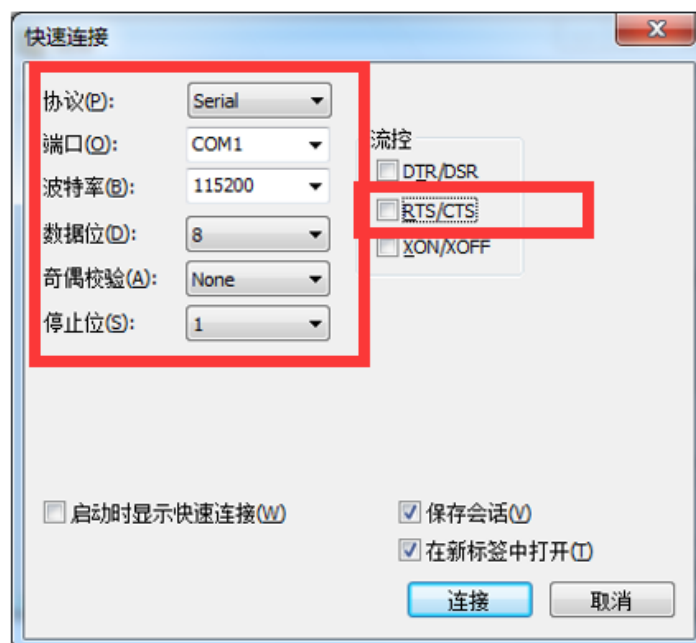 快速连接
协议(P): Serial
端口(O): COM1
波特率(B): 115200
数据位(D): 8
奇偶校验(A): None
停止位(S): 1
流控
DTR/DSR
RTS/CTS
XON/XOFF
启动时显示快速连接(W)
保存会话(V)
在新标签中打开(T)
连接
取消